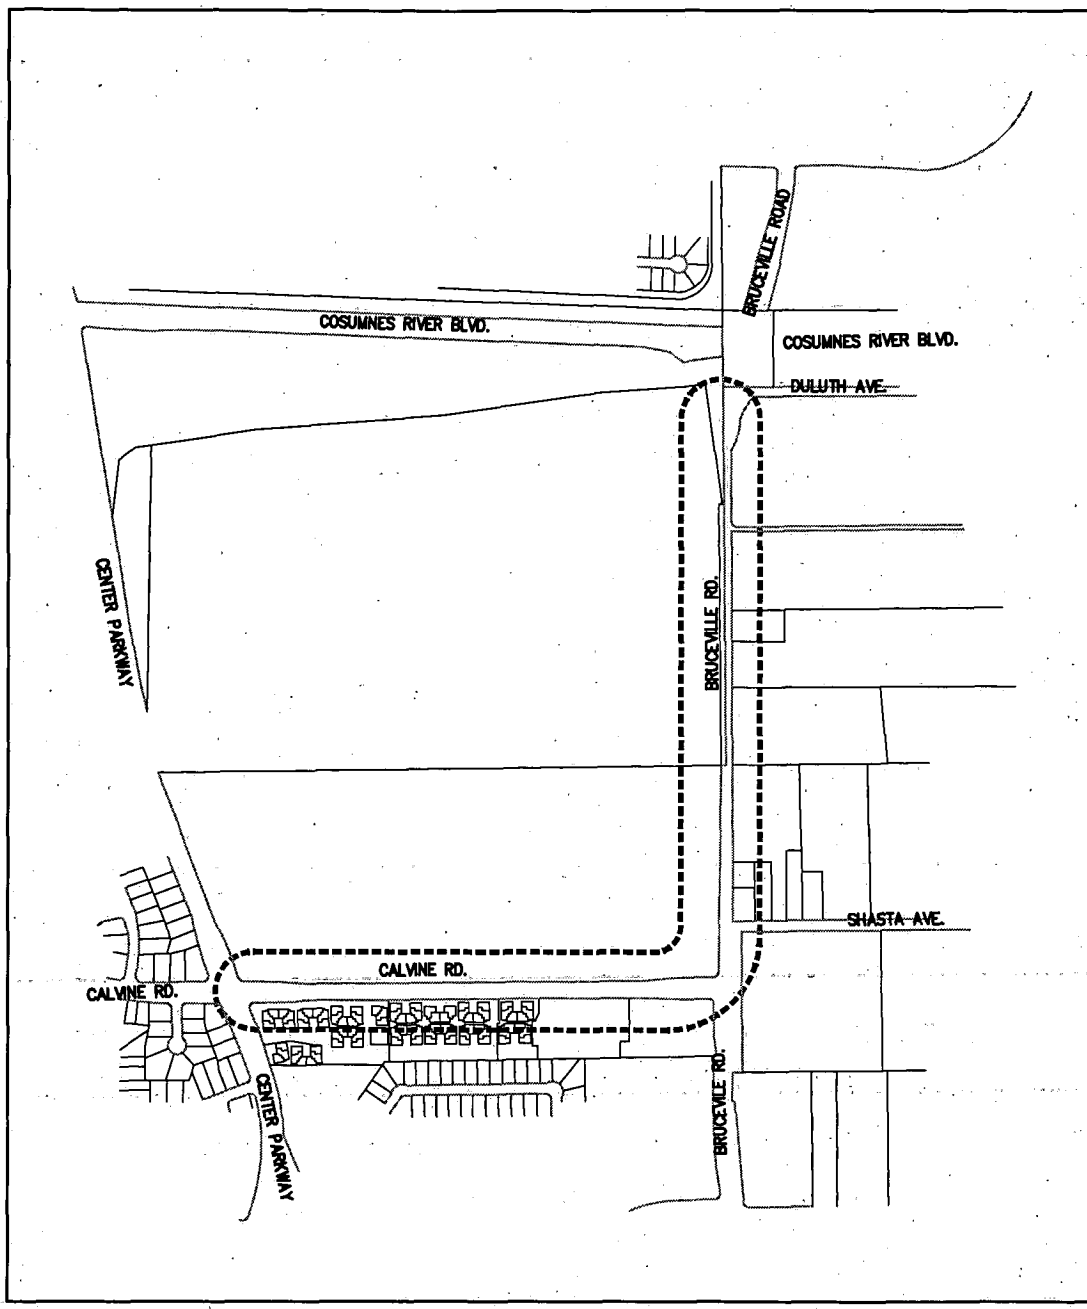 BRUCEVILLE ROAD
COSUMNES RIVER BLVD.
COSUMNES RIVER BLVD.
DULUTH AVE.
CENTER PARKWAY
BRUCEVILLE RD.
SHASTA AVE.
CALVINE RD.
CALVINE RD.
CENTER PARKWAY
BRUCEVILLE RD.